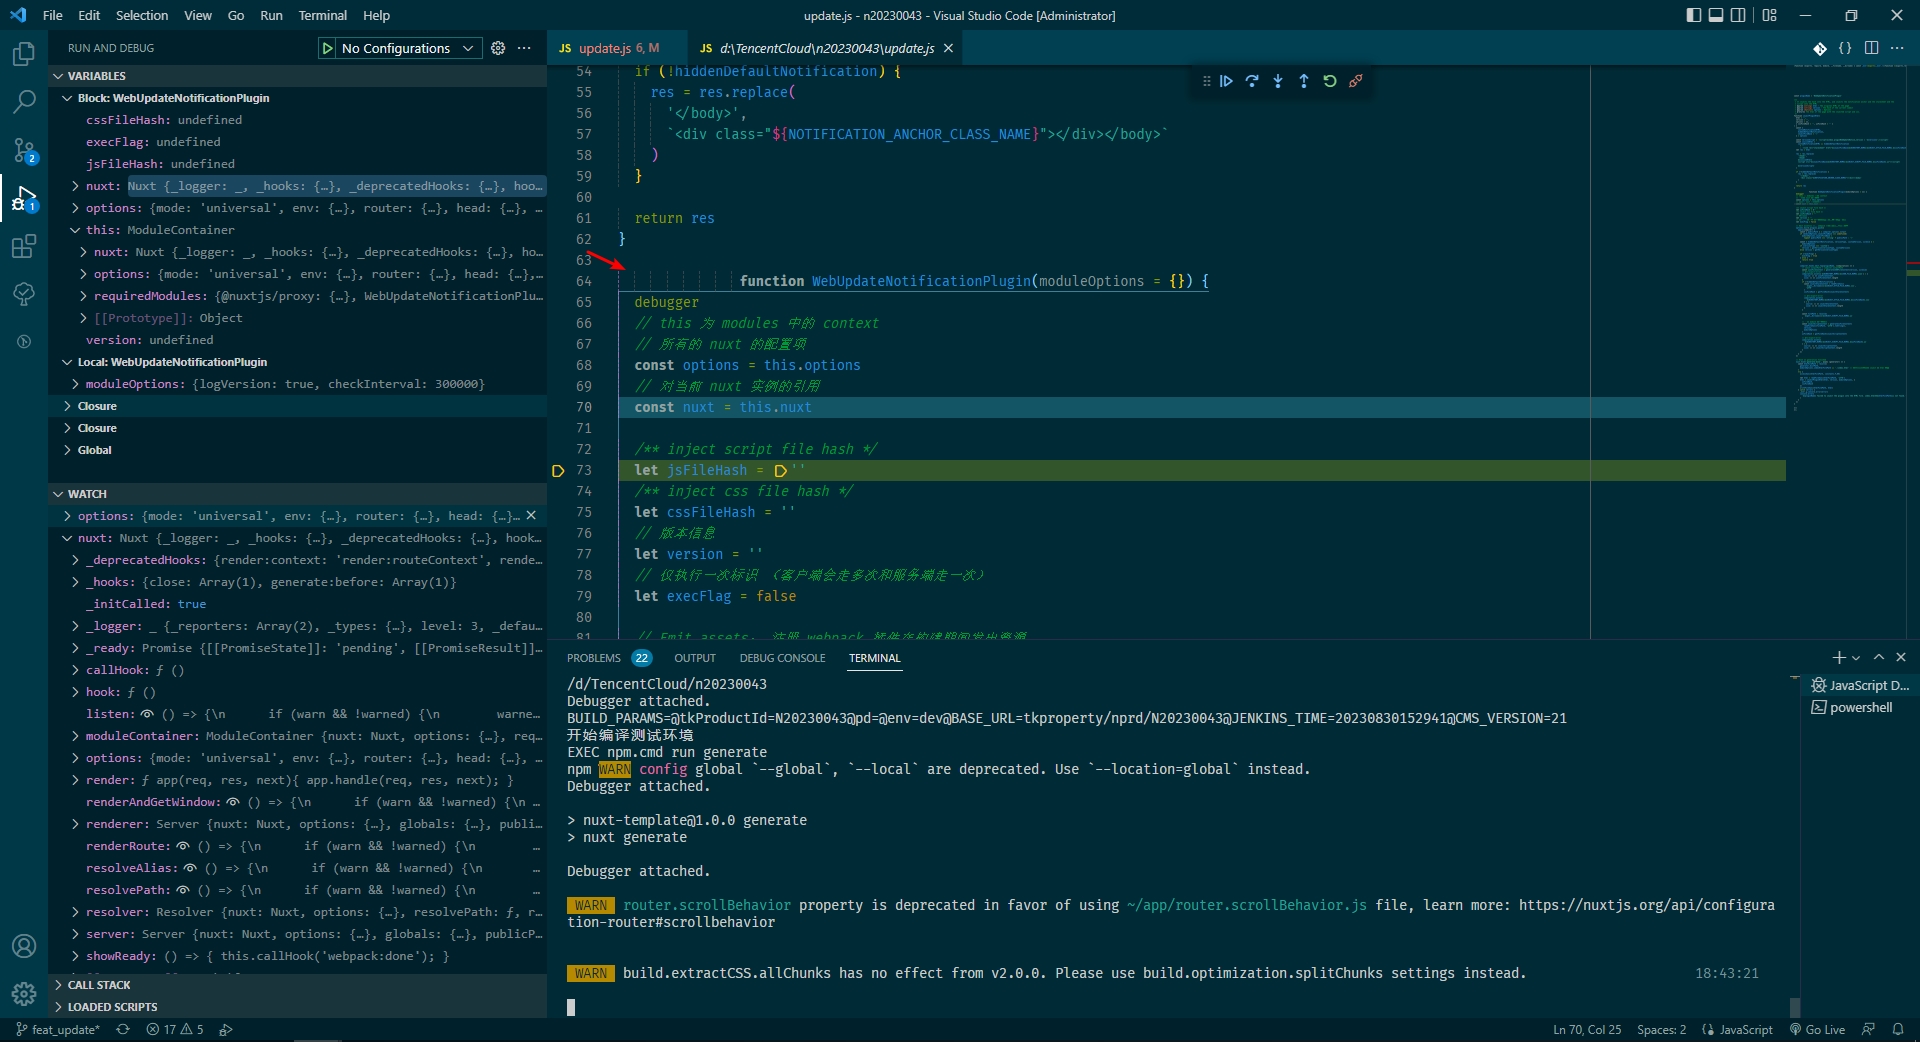 File Edit Selection View Go Run Terminal Help
update.js - n20230043 - Visual Studio Code [Administrator]
RUN AND DEBUG
No Configurations
JS update.js 6, M
JS d:\TencentCloud\n20230043\update.js
VARIABLES
Block: WebUpdateNotificationPlugin
cssFileHash: undefined
execFlag: undefined
jsFileHash: undefined
nuxt: Nuxt {_logger: _, _hooks: {…}, _deprecatedHooks: {…}, hoo…
options: {mode: 'universal', env: {…}, router: {…}, head: {…}, …
this: ModuleContainer
nuxt: Nuxt {_logger: _, _hooks: {…}, _deprecatedHooks: {…}, ho…
options: {mode: 'universal', env: {…}, router: {…}, head: {…},…
requiredModules: {@nuxtjs/proxy: {…}, WebUpdateNotificationPlu…
[[Prototype]]: Object
version: undefined
Local: WebUpdateNotificationPlugin
moduleOptions: {logVersion: true, checkInterval: 300000}
Closure
Closure
Global
WATCH
options: {mode: 'universal', env: {…}, router: {…}, head: {…}…
nuxt: Nuxt {_logger: _, _hooks: {…}, _deprecatedHooks: {…}, hook…
_deprecatedHooks: {render:context: 'render:routeContext', rende…
_hooks: {close: Array(1), generate:before: Array(1)}
_initCalled: true
_logger: _ {_reporters: Array(2), _types: {…}, level: 3, _defau…
_ready: Promise {[[PromiseState]]: 'pending', [[PromiseResult]]…
callHook: ƒ ()
hook: ƒ ()
listen: () => {\n if (warn && !warned) {\n warne…
moduleContainer: ModuleContainer {nuxt: Nuxt, options: {…}, req…
options: {mode: 'universal', env: {…}, router: {…}, head: {…}, …
render: ƒ app(req, res, next){ app.handle(req, res, next); }
renderAndGetWindow: () => {\n if (warn && !warned) {\n …
renderer: Server {nuxt: Nuxt, options: {…}, globals: {…}, publi…
renderRoute: () => {\n if (warn && !warned) {\n …
resolveAlias: () => {\n if (warn && !warned) {\n …
resolvePath: () => {\n if (warn && !warned) {\n …
resolver: Resolver {nuxt: Nuxt, options: {…}, resolvePath: ƒ, r…
server: Server {nuxt: Nuxt, options: {…}, globals: {…}, publicP…
showReady: () => { this.callHook('webpack:done'); }
CALL STACK
LOADED SCRIPTS
54 if (!hiddenDefaultNotification) {
55 res = res.replace(
56 '</body>',
57 `<div class="${NOTIFICATION_ANCHOR_CLASS_NAME}"></div></body>`
58 )
59 }
60
61 return res
62 }
63
64 function WebUpdateNotificationPlugin(moduleOptions = {}) {
65 debugger
66 // this 为 modules 中的 context
67 // 所有的 nuxt 的配置项
68 const options = this.options
69 // 对当前 nuxt 实例的引用
70 const nuxt = this.nuxt
71
72 /** inject script file hash */
73 let jsFileHash = ''
74 /** inject css file hash */
75 let cssFileHash = ''
76 // 版本信息
77 let version = ''
78 // 仅执行一次标识 （客户端会走多次和服务端走一次）
79 let execFlag = false
80
81 // Emit assets: 注册 webpack 插件在构建期间发出资源
PROBLEMS 22 OUTPUT DEBUG CONSOLE TERMINAL
JavaScript D...
powershell
/d/TencentCloud/n20230043
Debugger attached.
BUILD_PARAMS=@tkProductId=N20230043@pd=@env=dev@BASE_URL=tkproperty/nprd/N20230043@JENKINS_TIME=20230830152941@CMS_VERSION=21
开始编译测试环境
EXEC npm.cmd run generate
npm WARN config global `--global`, `--local` are deprecated. Use `--location=global` instead.
Debugger attached.
> nuxt-template@1.0.0 generate
> nuxt generate
Debugger attached.
WARN router.scrollBehavior property is deprecated in favor of using ~/app/router.scrollBehavior.js file, learn more: https://nuxtjs.org/api/configura
tion-router#scrollbehavior
WARN build.extractCSS.allChunks has no effect from v2.0.0. Please use build.optimization.splitChunks settings instead. 18:43:21
feat_update* 17 5
Ln 70, Col 25 Spaces: 2 JavaScript Go Live
2
1